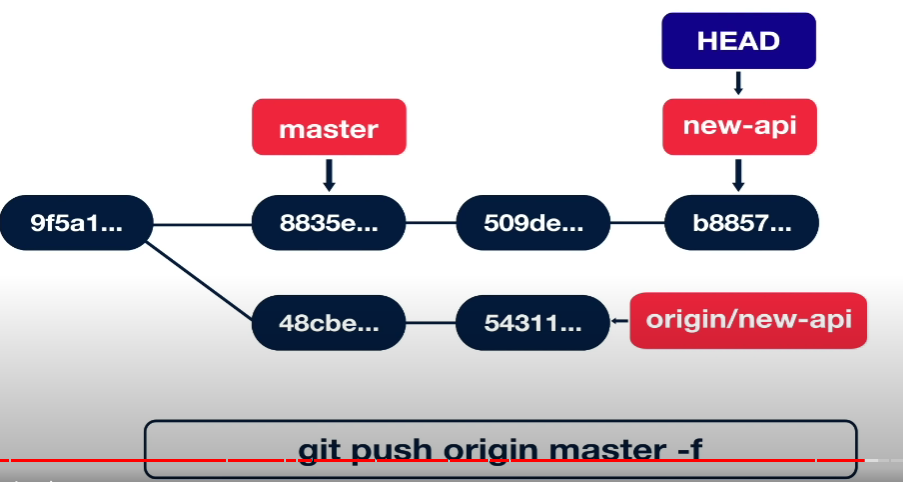 HEAD
master
new-api
9f5a1...
8835e...
509de...
b8857...
48cbe...
54311...
origin/new-api
git push origin master -f